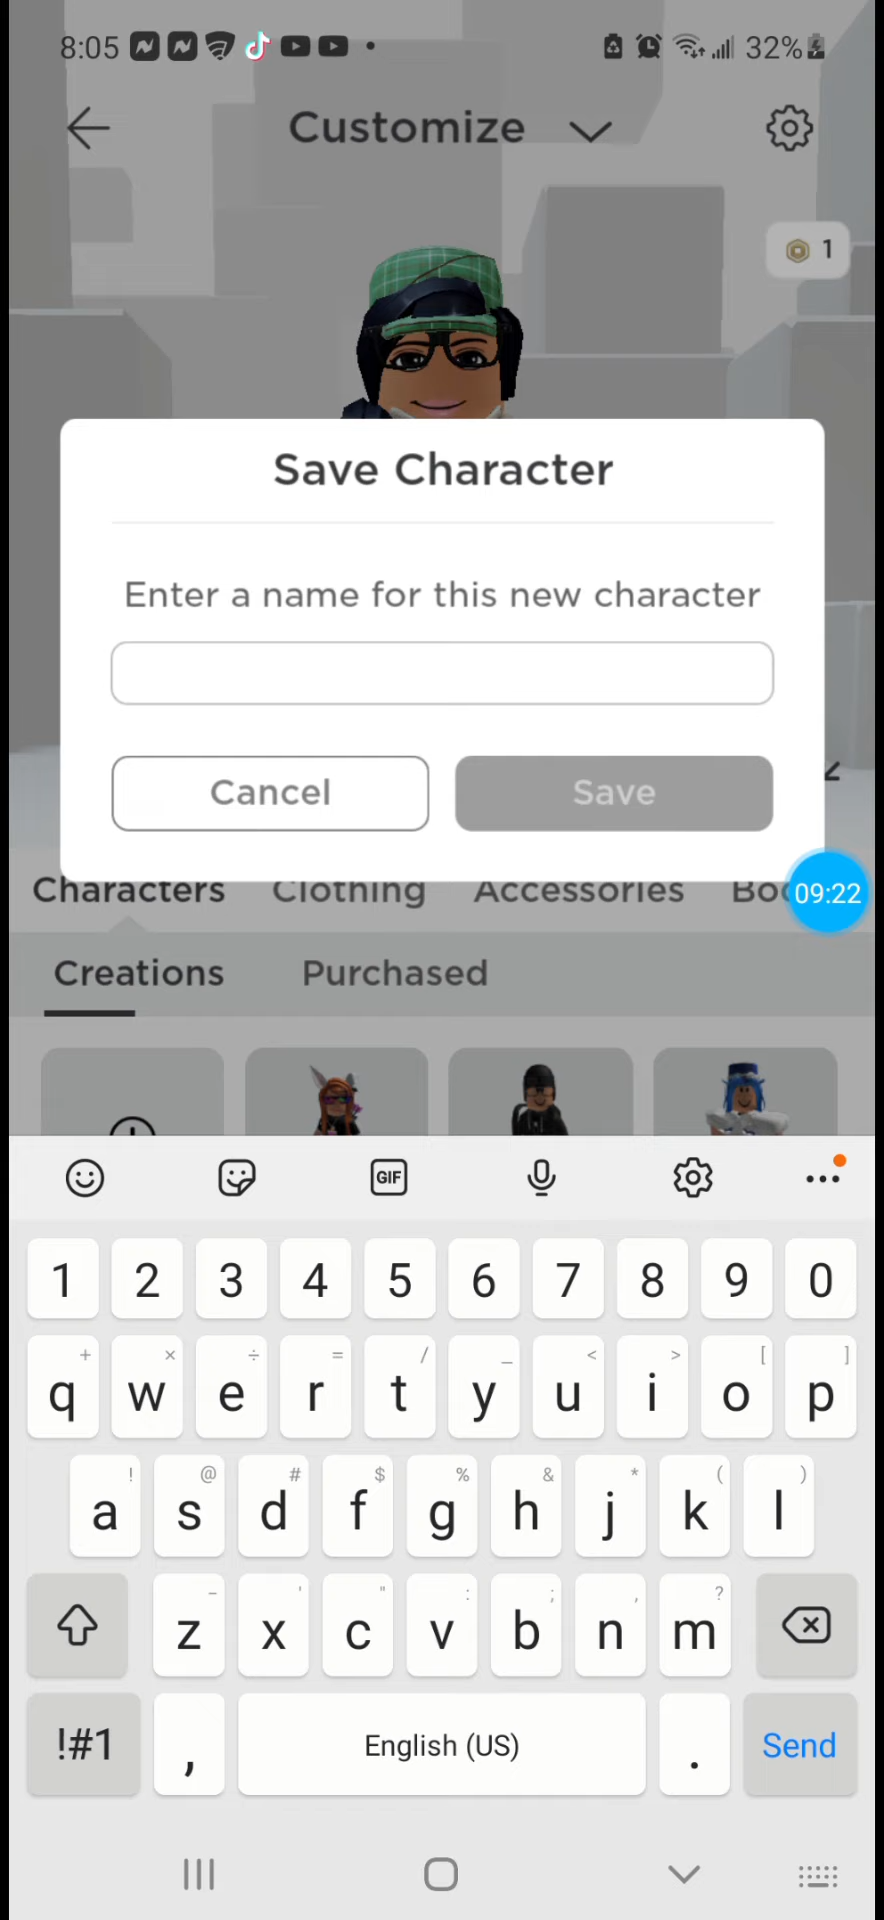 8:05 32%
Customize
1
Save Character
Enter a name for this new character
Cancel Save
Characters Clothing Accessories
09:22
Creations Purchased
GIF
1 2 3 4 5 6 7 8 9 0
+ × ÷ = / _ < > [ ]
q w e r t y u i o p
! @ # $ % & * ( )
a s d f g h j k l
- ' " : ; , ?
z x c v b n m
!#1 , English (US) . Send